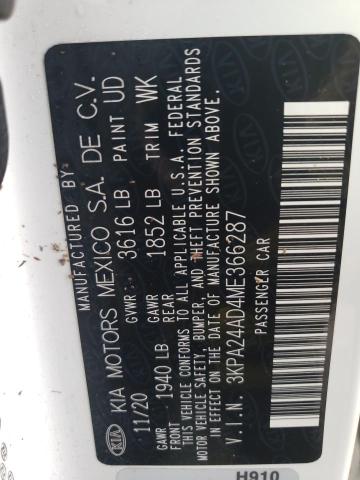 MANUFACTURED BY
KIA KIA MOTORS MEXICO S.A. DE C.V.
11/20 GVWR: 3616 LB PAINT UD
GAWR FRONT 1940 LB GAWR REAR 1852 LB TRIM WK
THIS VEHICLE CONFORMS TO ALL APPLICABLE U.S.A. FEDERAL
MOTOR VEHICLE SAFETY, BUMPER, AND THEFT PREVENTION STANDARDS
IN EFFECT ON THE DATE OF MANUFACTURE SHOWN ABOVE.
V.I.N. 3KPA24AD4ME366287
PASSENGER CAR
H910